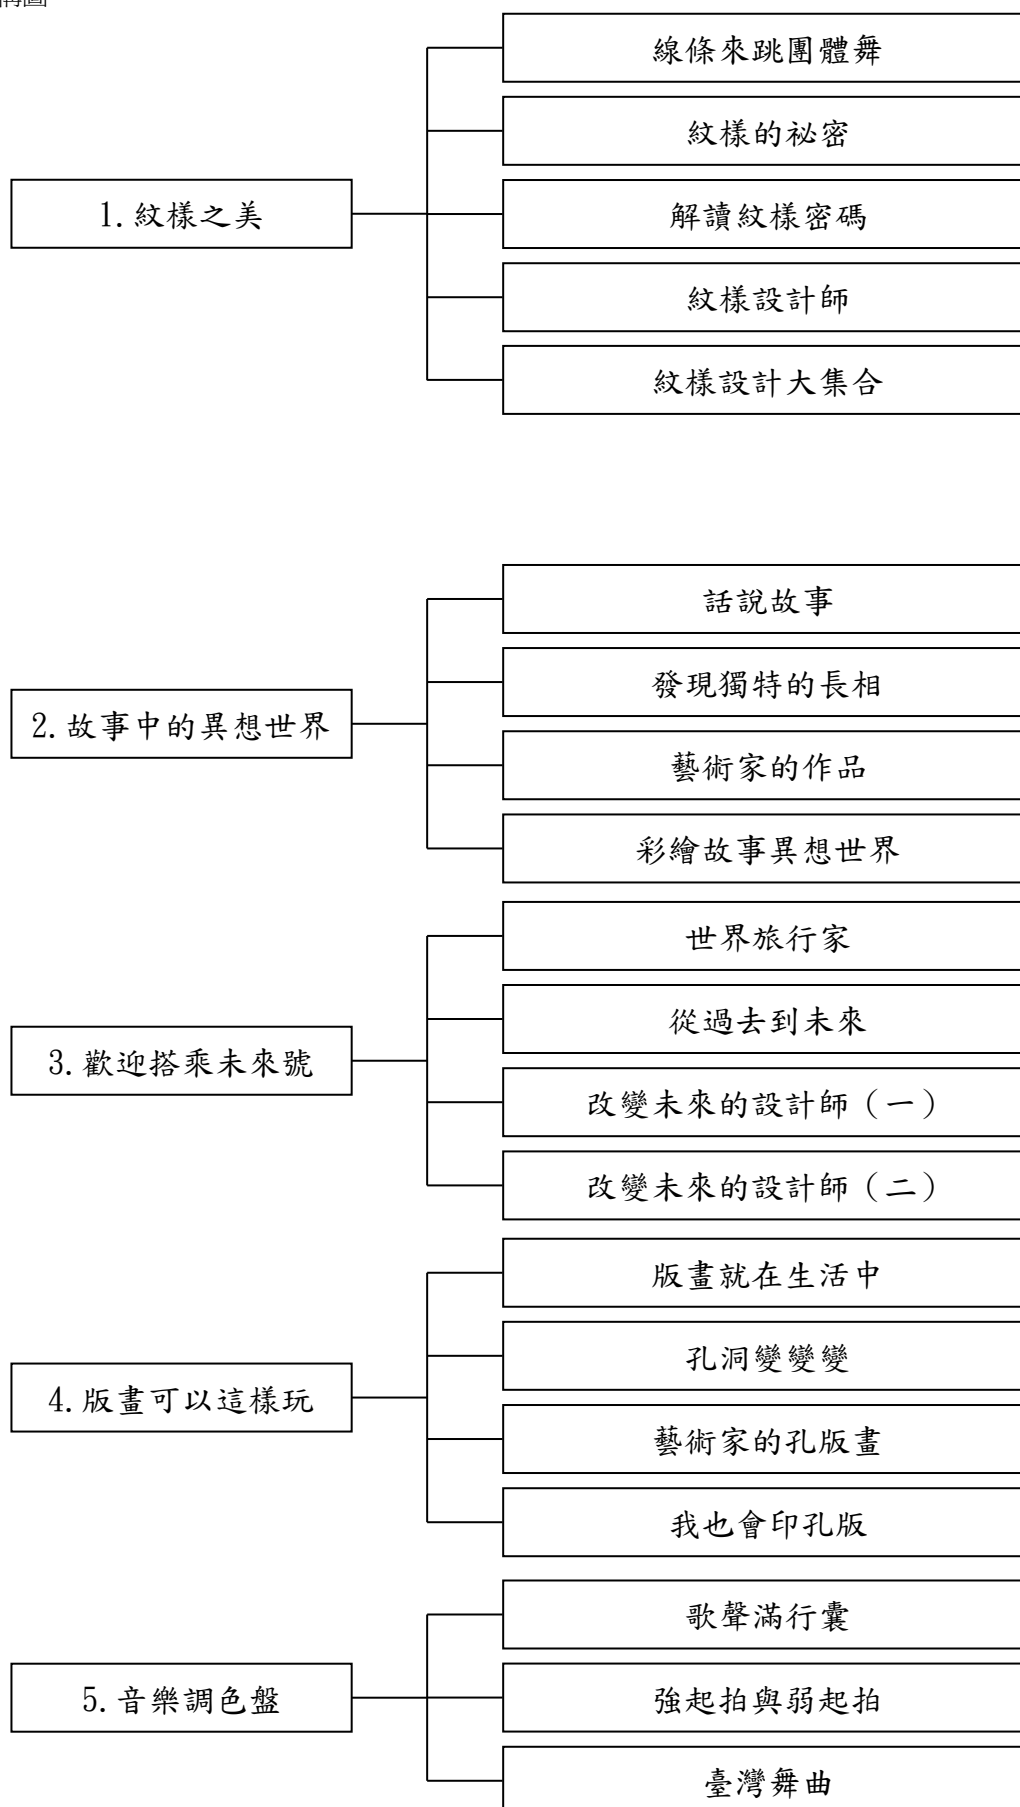 1.紋樣之美
線條來跳團體舞
紋樣的祕密
解讀紋樣密碼
紋樣設計師
紋樣設計大集合
2.故事中的異想世界
話說故事
發現獨特的長相
藝術家的作品
彩繪故事異想世界
3.歡迎搭乘未來號
世界旅行家
從過去到未來
改變未來的設計師（一）
改變未來的設計師（二）
4.版畫可以這樣玩
版畫就在生活中
孔洞變變變
藝術家的孔版畫
我也會印孔版
5.音樂調色盤
歌聲滿行囊
強起拍與弱起拍
臺灣舞曲